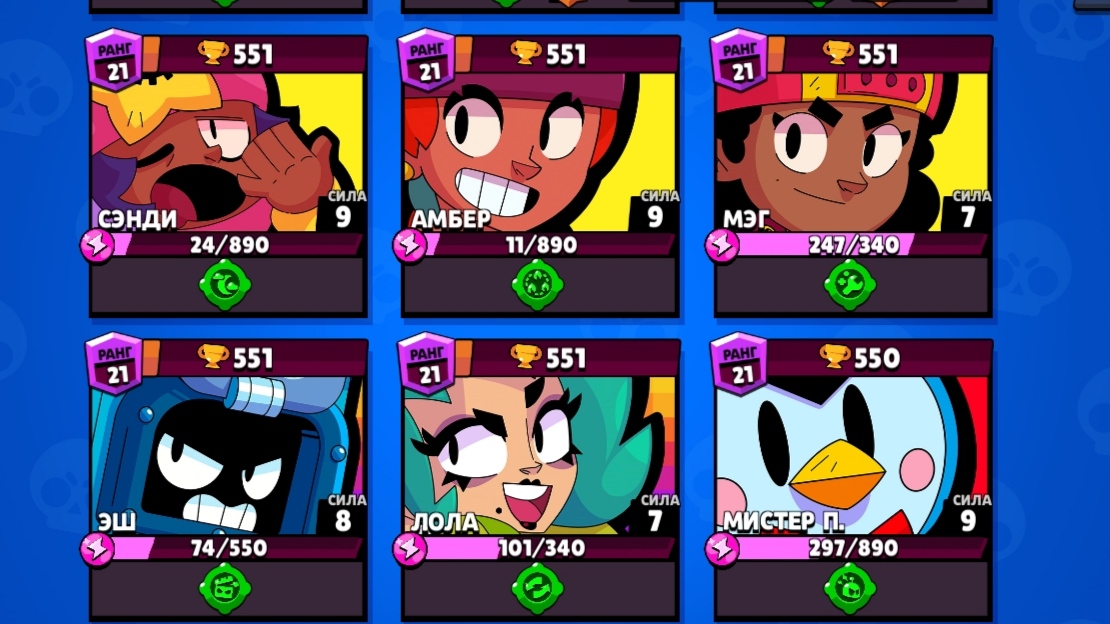 РАНГ 21 551
РАНГ 21 551
РАНГ 21 551
СЭНДИ СИЛА 9
АМБЕР СИЛА 9
МЭГ СИЛА 7
24/890
11/890
247/340
РАНГ 21 551
РАНГ 21 551
РАНГ 21 550
ЭШ СИЛА 8
ЛОЛА СИЛА 7
МИСТЕР П. СИЛА 9
74/550
101/340
297/890